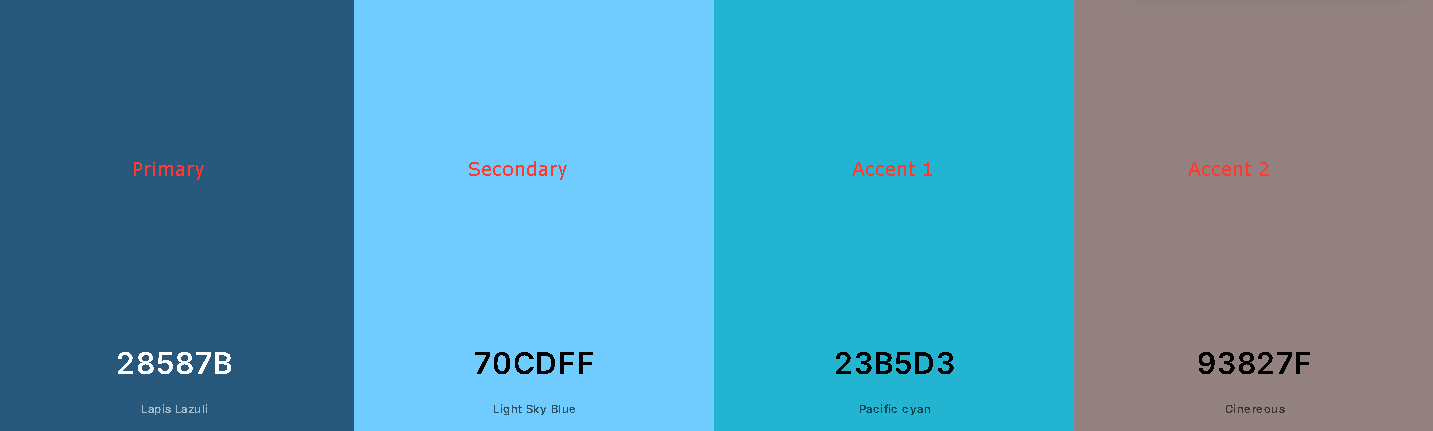 Primary
Secondary
Accent 1
Accent 2
28587B
70CDFF
23B5D3
93827F
Lapis Lazuli
Light Sky Blue
Pacific cyan
Cinereous